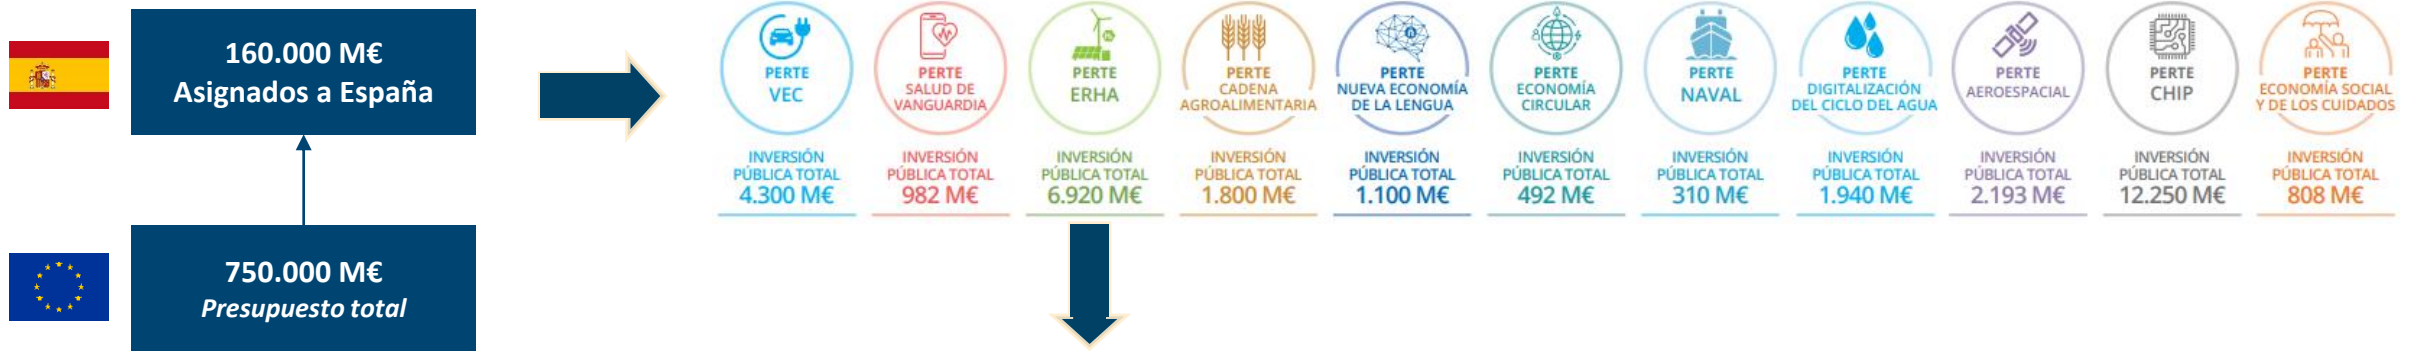 160.000 M€
Asignados a España
750.000 M€
Presupuesto total
PERTE
VEC
INVERSIÓN
PÚBLICA TOTAL
4.300 M€
PERTE
SALUD DE
VANGUARDIA
INVERSIÓN
PÚBLICA TOTAL
982 M€
PERTE
ERHA
INVERSIÓN
PÚBLICA TOTAL
6.920 M€
PERTE
CADENA
AGROALIMENTARIA
INVERSIÓN
PÚBLICA TOTAL
1.800 M€
PERTE
NUEVA ECONOMÍA
DE LA LENGUA
INVERSIÓN
PÚBLICA TOTAL
1.100 M€
PERTE
ECONOMÍA
CIRCULAR
INVERSIÓN
PÚBLICA TOTAL
492 M€
PERTE
NAVAL
INVERSIÓN
PÚBLICA TOTAL
310 M€
PERTE
DIGITALIZACIÓN
DEL CICLO DEL AGUA
INVERSIÓN
PÚBLICA TOTAL
1.940 M€
PERTE
AEROESPACIAL
INVERSIÓN
PÚBLICA TOTAL
2.193 M€
PERTE
CHIP
INVERSIÓN
PÚBLICA TOTAL
12.250 M€
PERTE
ECONOMÍA SOCIAL
Y DE LOS CUIDADOS
INVERSIÓN
PÚBLICA TOTAL
808 M€